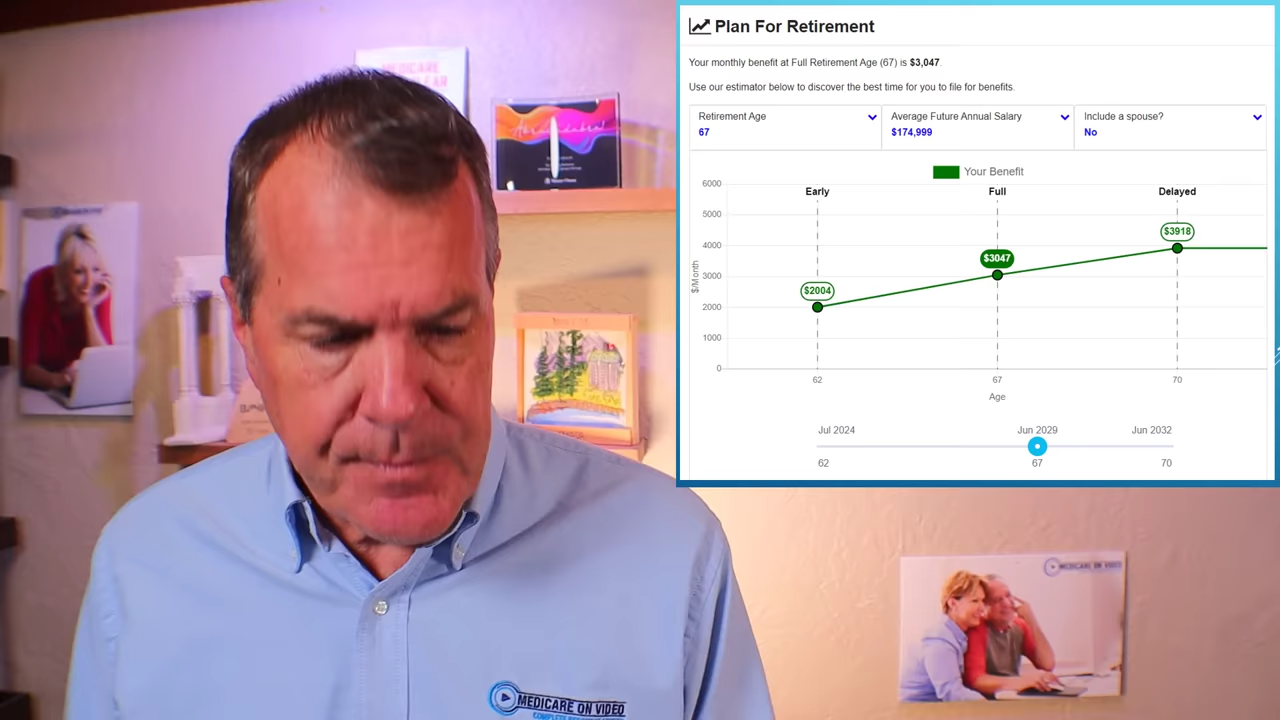 Plan For Retirement
Your monthly benefit at Full Retirement Age (67) is $3,047.
Use our estimator below to discover the best time for you to file for benefits.
Retirement Age
67
Average Future Annual Salary
$174,999
Include a spouse?
No
Your Benefit
Early
Full
Delayed
$/Month
6000
5000
4000
3000
2000
1000
0
$2004
$3047
$3918
62
67
70
Age
Jul 2024
Jun 2029
Jun 2032
62
67
70
MEDICARE
MEDICARE ON VIDEO
MEDICARE ON VIDEO